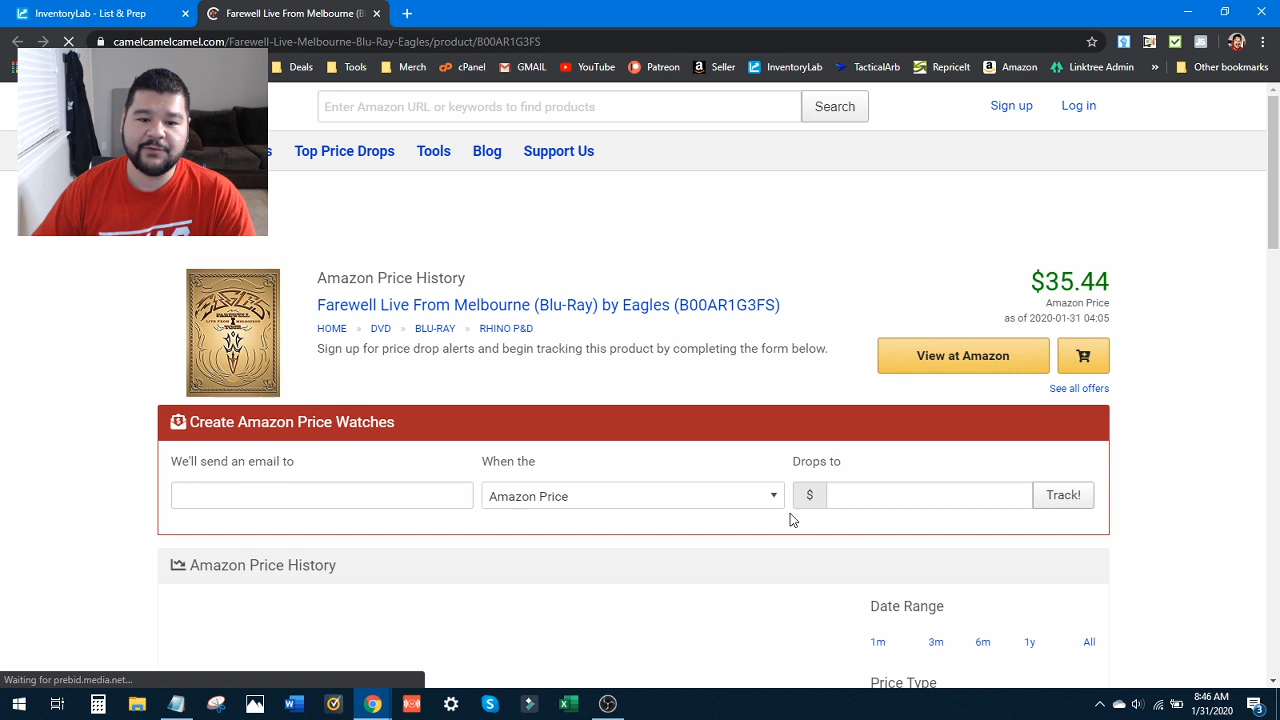 InventoryLab - Prep &
Amazon Price History (B
camelcamelcamel.com/Farewell-Live-Melbourne-Blu-Ray-Eagles/product/B00AR1G3FS
Deals Tools Merch cPanel GMAIL YouTube Patreon Seller InventoryLab TacticalArb RepriceIt Amazon Linktree Admin » Other bookmarks
Enter Amazon URL or keywords to find products
Search
Sign up
Log in
Top Price Drops
Tools
Blog
Support Us
EAGLES
FAREWELL
LIVE FROM MELBOURNE
TOUR
Amazon Price History
Farewell Live From Melbourne (Blu-Ray) by Eagles (B00AR1G3FS)
HOME » DVD » BLU-RAY » RHINO P&D
Sign up for price drop alerts and begin tracking this product by completing the form below.
$35.44
Amazon Price
as of 2020-01-31 04:05
View at Amazon
See all offers
Create Amazon Price Watches
We'll send an email to
When the
Drops to
Amazon Price
$
Track!
Amazon Price History
Date Range
1m 3m 6m 1y All
Price Type
Waiting for prebid.media.net...
8:46 AM
1/31/2020
3